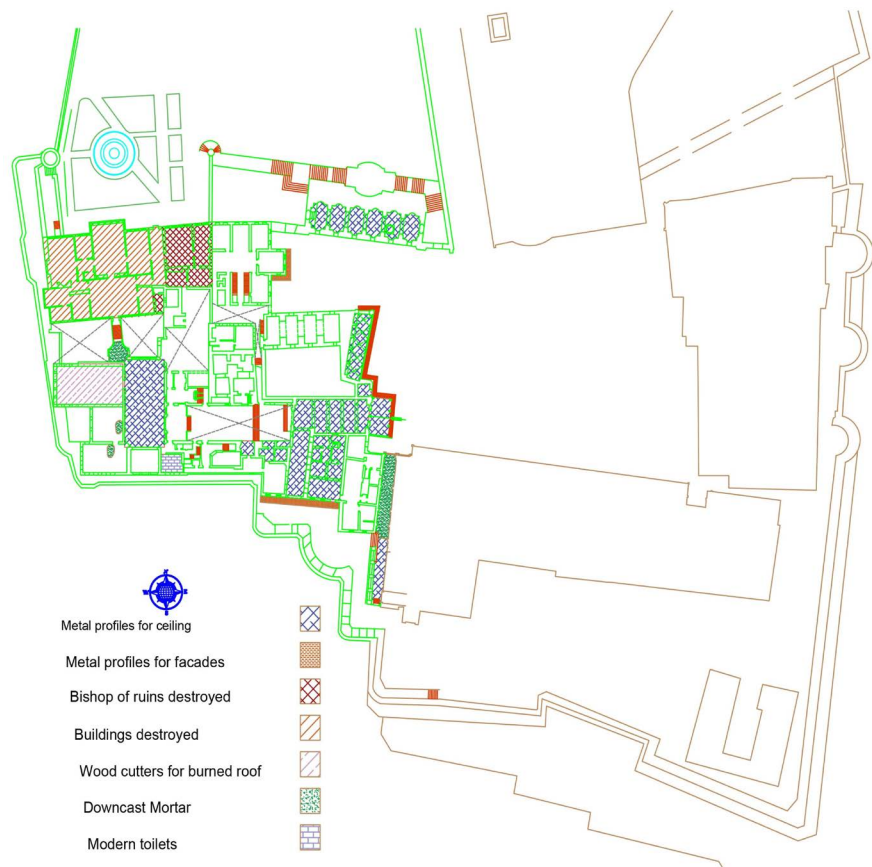 Metal profiles for ceiling
Metal profiles for facades
Bishop of ruins destroyed
Buildings destroyed
Wood cutters for burned roof
Downcast Mortar
Modern toilets